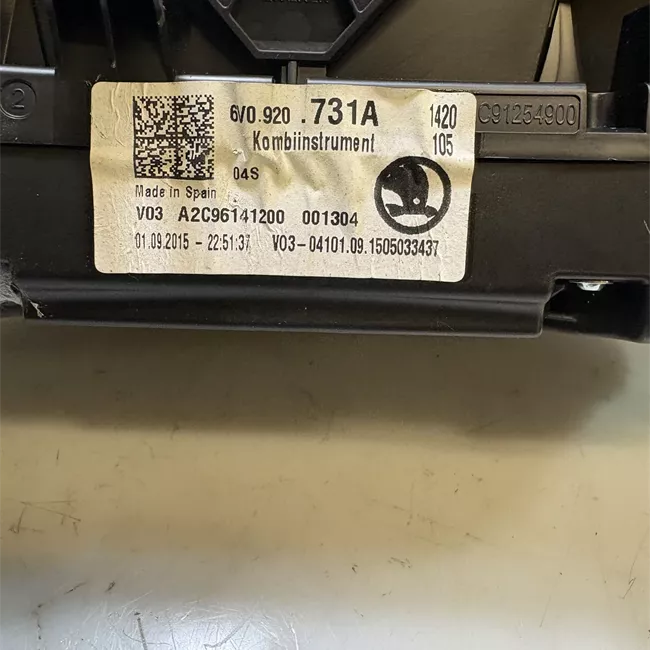 2
6V0.920 .731A 1420
Kombiinstrument 105
C91254900
04S
Made in Spain
V03 A2C96141200 001304
01.09.2015 - 22:51:37 V03-04101.09.1505033437